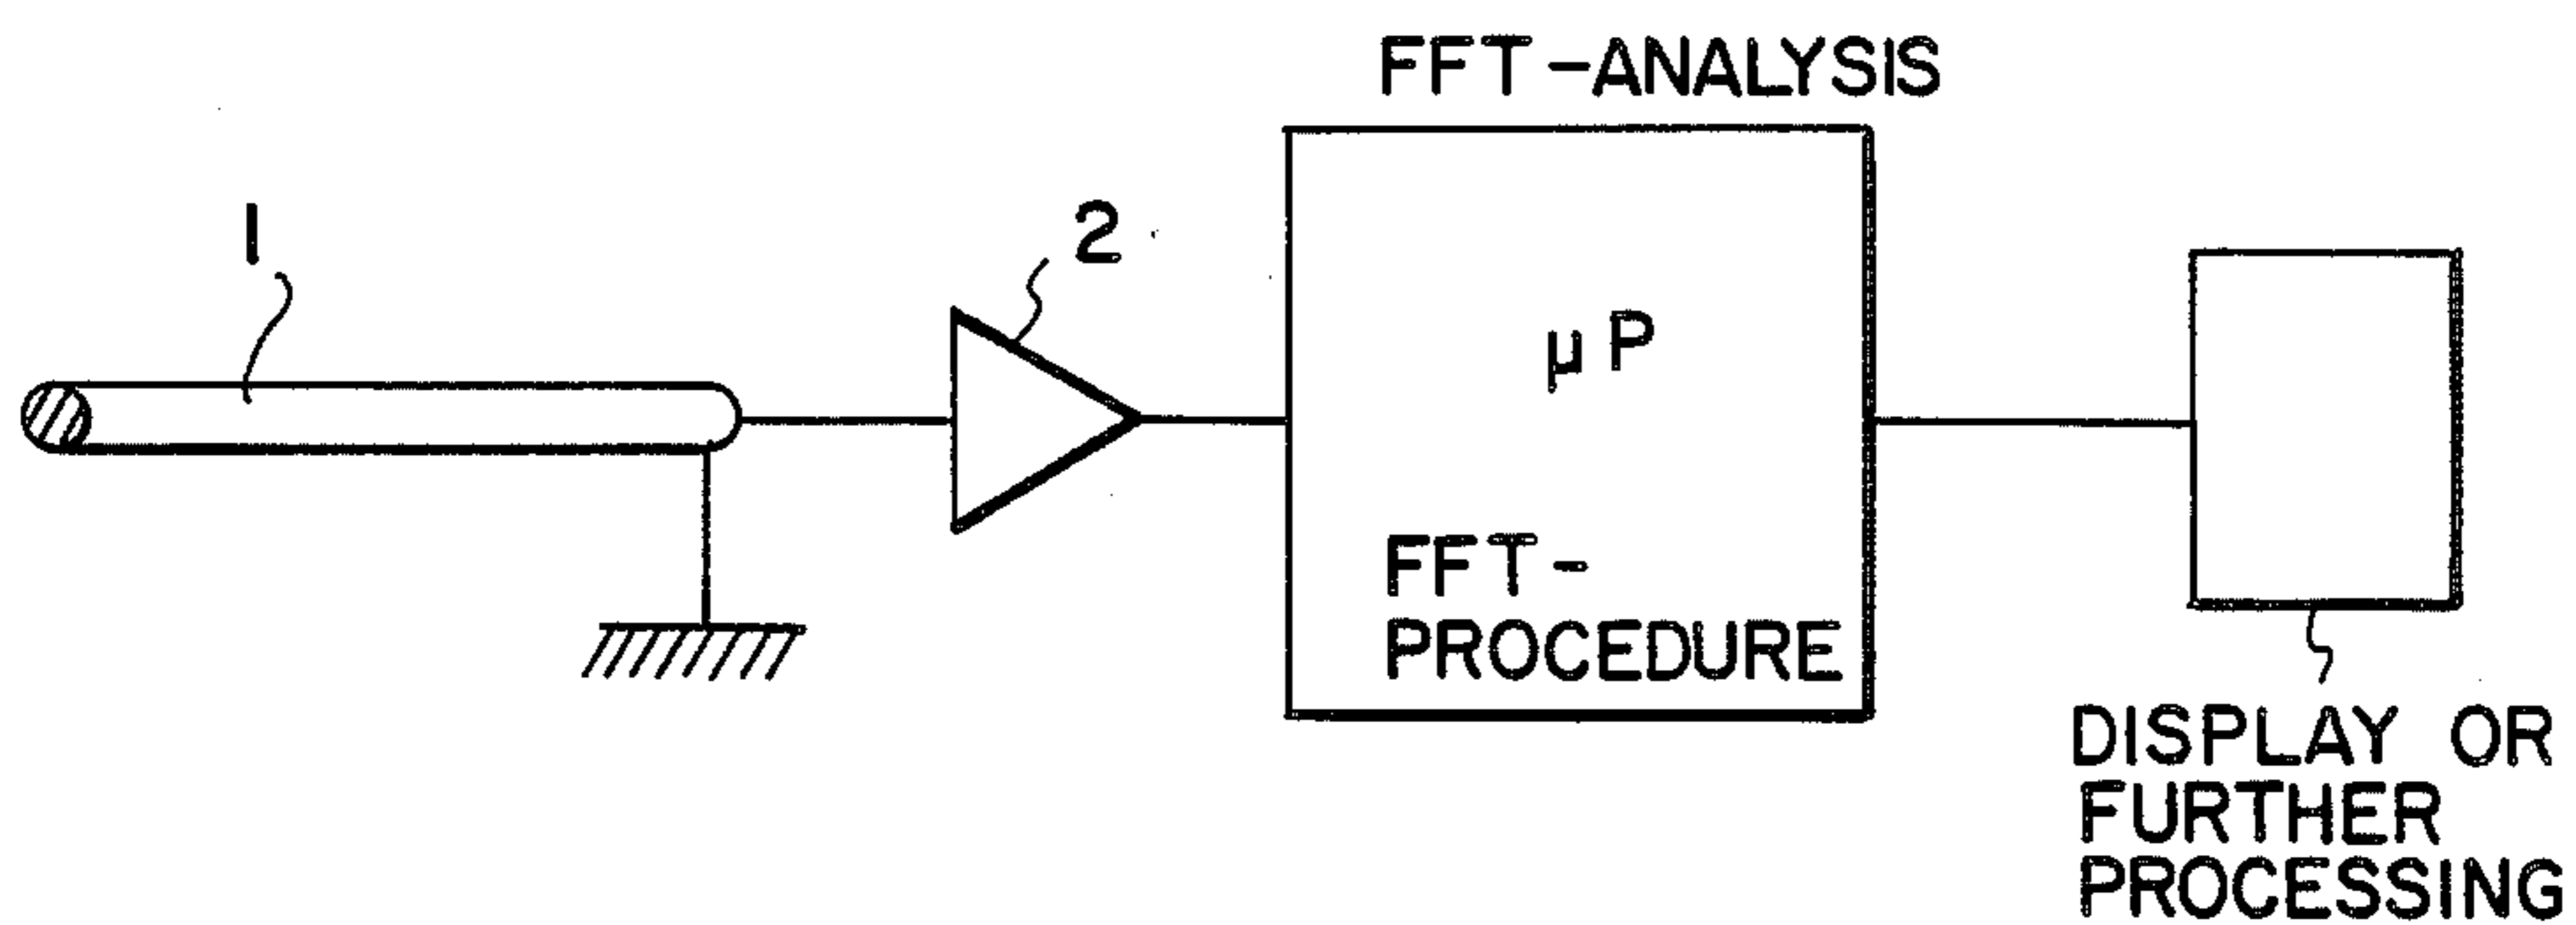 FFT-ANALYSIS
1
2
μP
FFT-
PROCEDURE
DISPLAY OR
FURTHER
PROCESSING